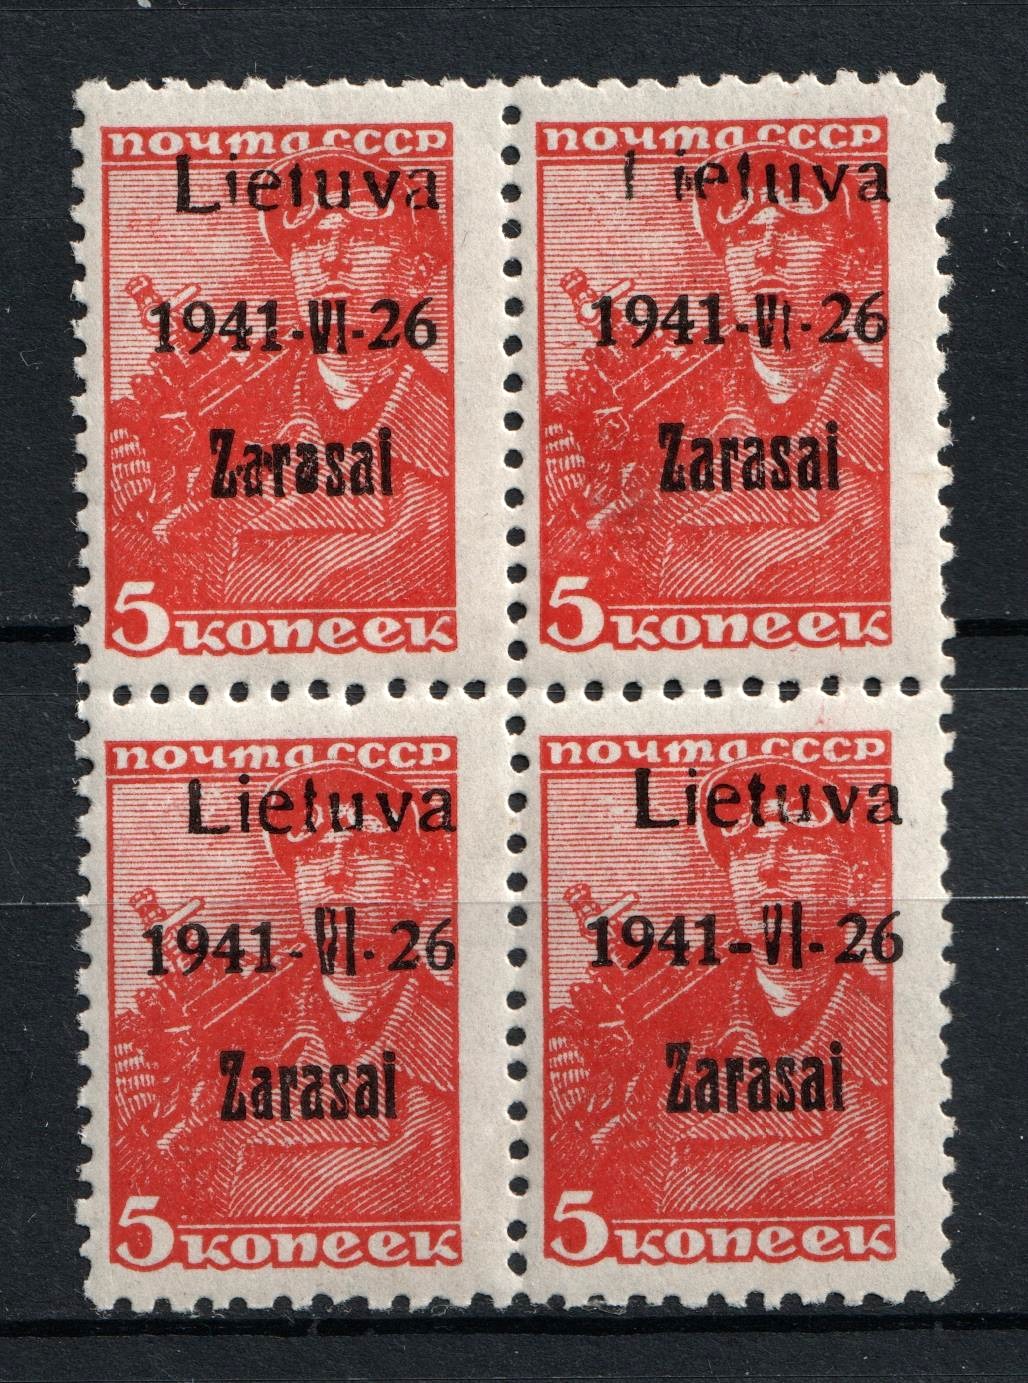 почта СССР
Lietuva
1941-VI-26
Zarasai
5 копеек
почта СССР
Lietuva
1941-VI-26
Zarasai
5 копеек
почта СССР
Lietuva
1941-VI-26
Zarasai
5 копеек
почта СССР
Lietuva
1941-VI-26
Zarasai
5 копеек